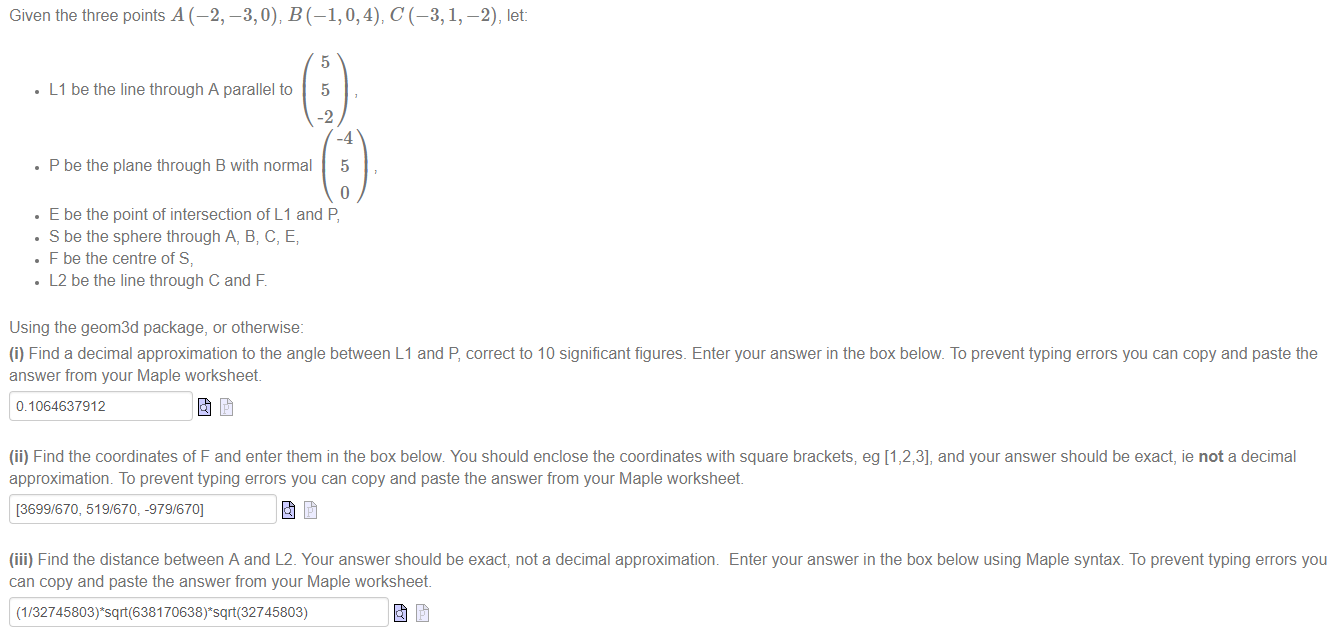 Given the three points A (−2, −3, 0), B (−1, 0, 4), C (−3, 1, −2), let:
5
• L1 be the line through A parallel to ( 5 ),
-2
-4
• P be the plane through B with normal ( 5 ),
0
• E be the point of intersection of L1 and P,
• S be the sphere through A, B, C, E,
• F be the centre of S,
• L2 be the line through C and F.
Using the geom3d package, or otherwise:
(i) Find a decimal approximation to the angle between L1 and P, correct to 10 significant figures. Enter your answer in the box below. To prevent typing errors you can copy and paste the
answer from your Maple worksheet.
0.1064637912
(ii) Find the coordinates of F and enter them in the box below. You should enclose the coordinates with square brackets, eg [1,2,3], and your answer should be exact, ie not a decimal
approximation. To prevent typing errors you can copy and paste the answer from your Maple worksheet.
[3699/670, 519/670, -979/670]
(iii) Find the distance between A and L2. Your answer should be exact, not a decimal approximation. Enter your answer in the box below using Maple syntax. To prevent typing errors you
can copy and paste the answer from your Maple worksheet.
(1/32745803)*sqrt(638170638)*sqrt(32745803)